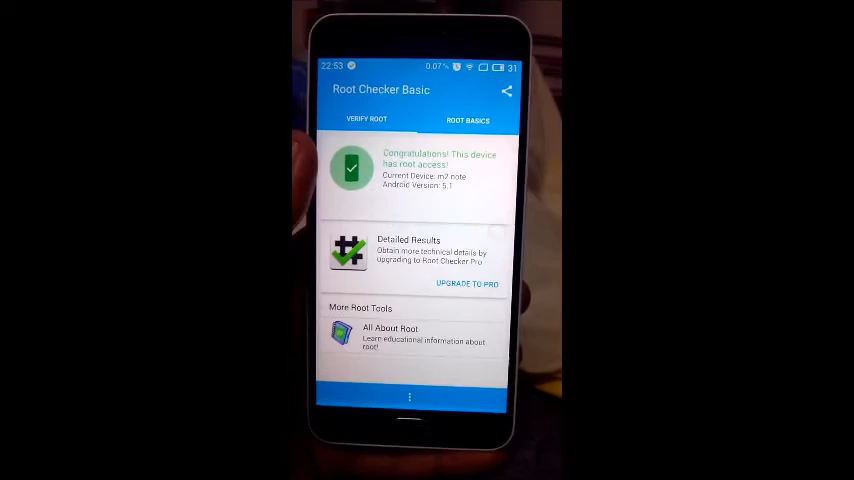 22:53 0.07% 31
Root Checker Basic
VERIFY ROOT ROOT BASICS
Congratulations! This device
has root access!
Current Device: m2 note
Android Version: 5.1
Detailed Results
Obtain more technical details by
upgrading to Root Checker Pro
UPGRADE TO PRO
More Root Tools
All About Root
Learn educational information about
root!